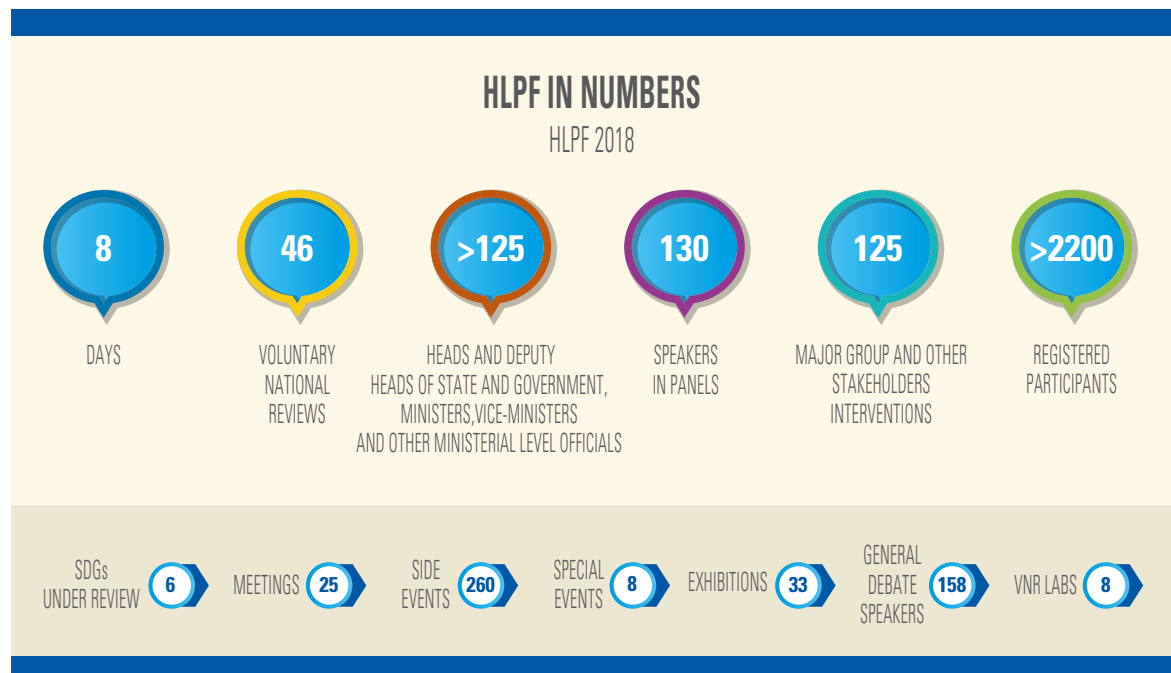 HLPF IN NUMBERS
HLPF 2018
8
DAYS
46
VOLUNTARY
NATIONAL
REVIEWS
>125
HEADS AND DEPUTY
HEADS OF STATE AND GOVERNMENT,
MINISTERS,VICE-MINISTERS
AND OTHER MINISTERIAL LEVEL OFFICIALS
130
SPEAKERS
IN PANELS
125
MAJOR GROUP AND OTHER
STAKEHOLDERS
INTERVENTIONS
>2200
REGISTERED
PARTICIPANTS
SDGs
UNDER REVIEW
6
MEETINGS
25
SIDE
EVENTS
260
SPECIAL
EVENTS
8
EXHIBITIONS
33
GENERAL
DEBATE
SPEAKERS
158
VNR LABS
8